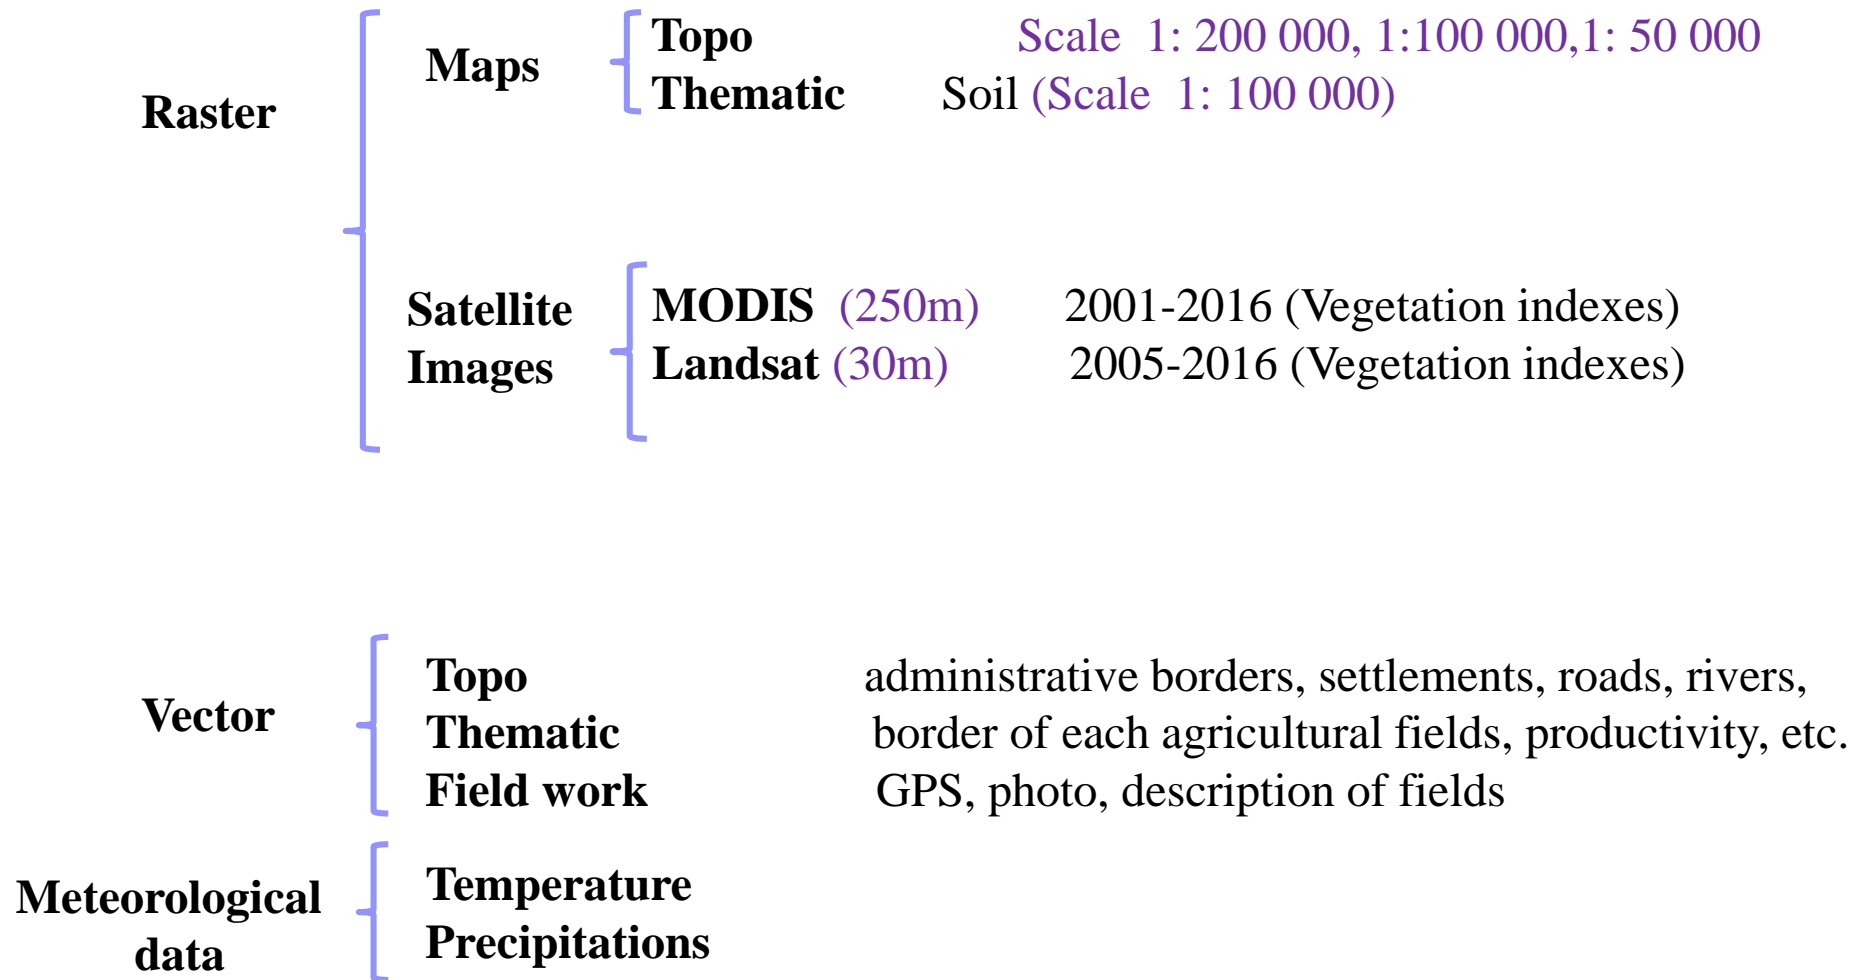 Raster
Maps
Topo Scale 1: 200 000, 1:100 000,1: 50 000
Thematic Soil (Scale 1: 100 000)
Satellite
Images
MODIS (250m) 2001-2016 (Vegetation indexes)
Landsat (30m) 2005-2016 (Vegetation indexes)
Vector
Topo administrative borders, settlements, roads, rivers,
Thematic border of each agricultural fields, productivity, etc.
Field work GPS, photo, description of fields
Meteorological
data
Temperature
Precipitations